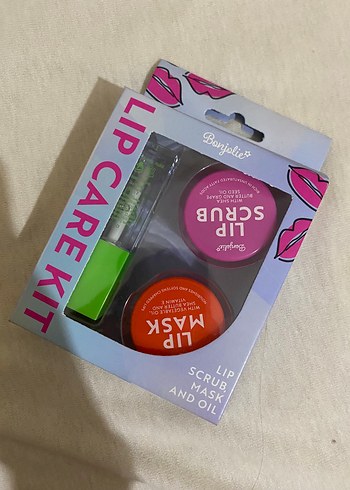 Bonjolie
LIP CARE KIT
LIP
SCRUB
WITH SHEA
BUTTER AND GRAPE
SEED OIL
Bonjolie
LIP
MASK
WITH VEGETABLE OIL
SHEA BUTTER AND
VITAMIN E
LIP
SCRUB,
MASK
AND OIL